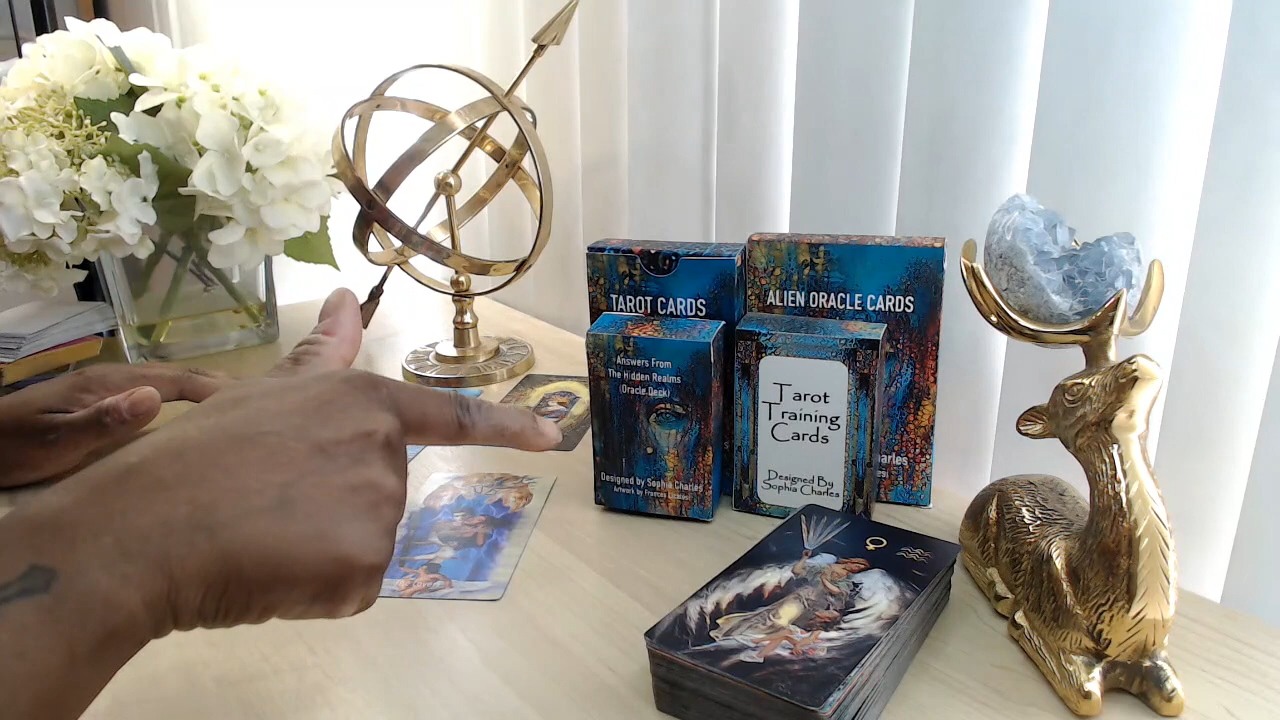 TAROT CARDS
ALIEN ORACLE CARDS
Answers From
The Hidden Realms
(Oracle Deck)
Designed by Sophia Charles
Artwork by Frances
Tarot
Training
Cards
Designed By
Sophia Charles